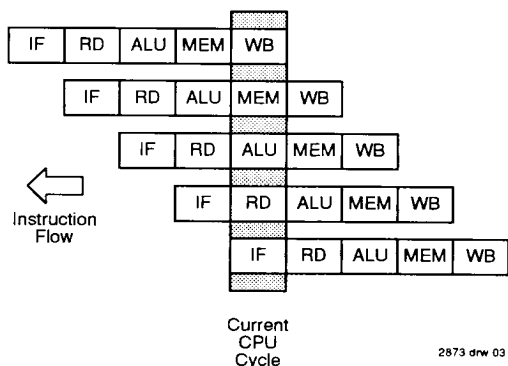 IF RD ALU MEM WB
IF RD ALU MEM WB
IF RD ALU MEM WB
IF RD ALU MEM WB
IF RD ALU MEM WB
Instruction
Flow
Current
CPU
Cycle
2873 drw 03